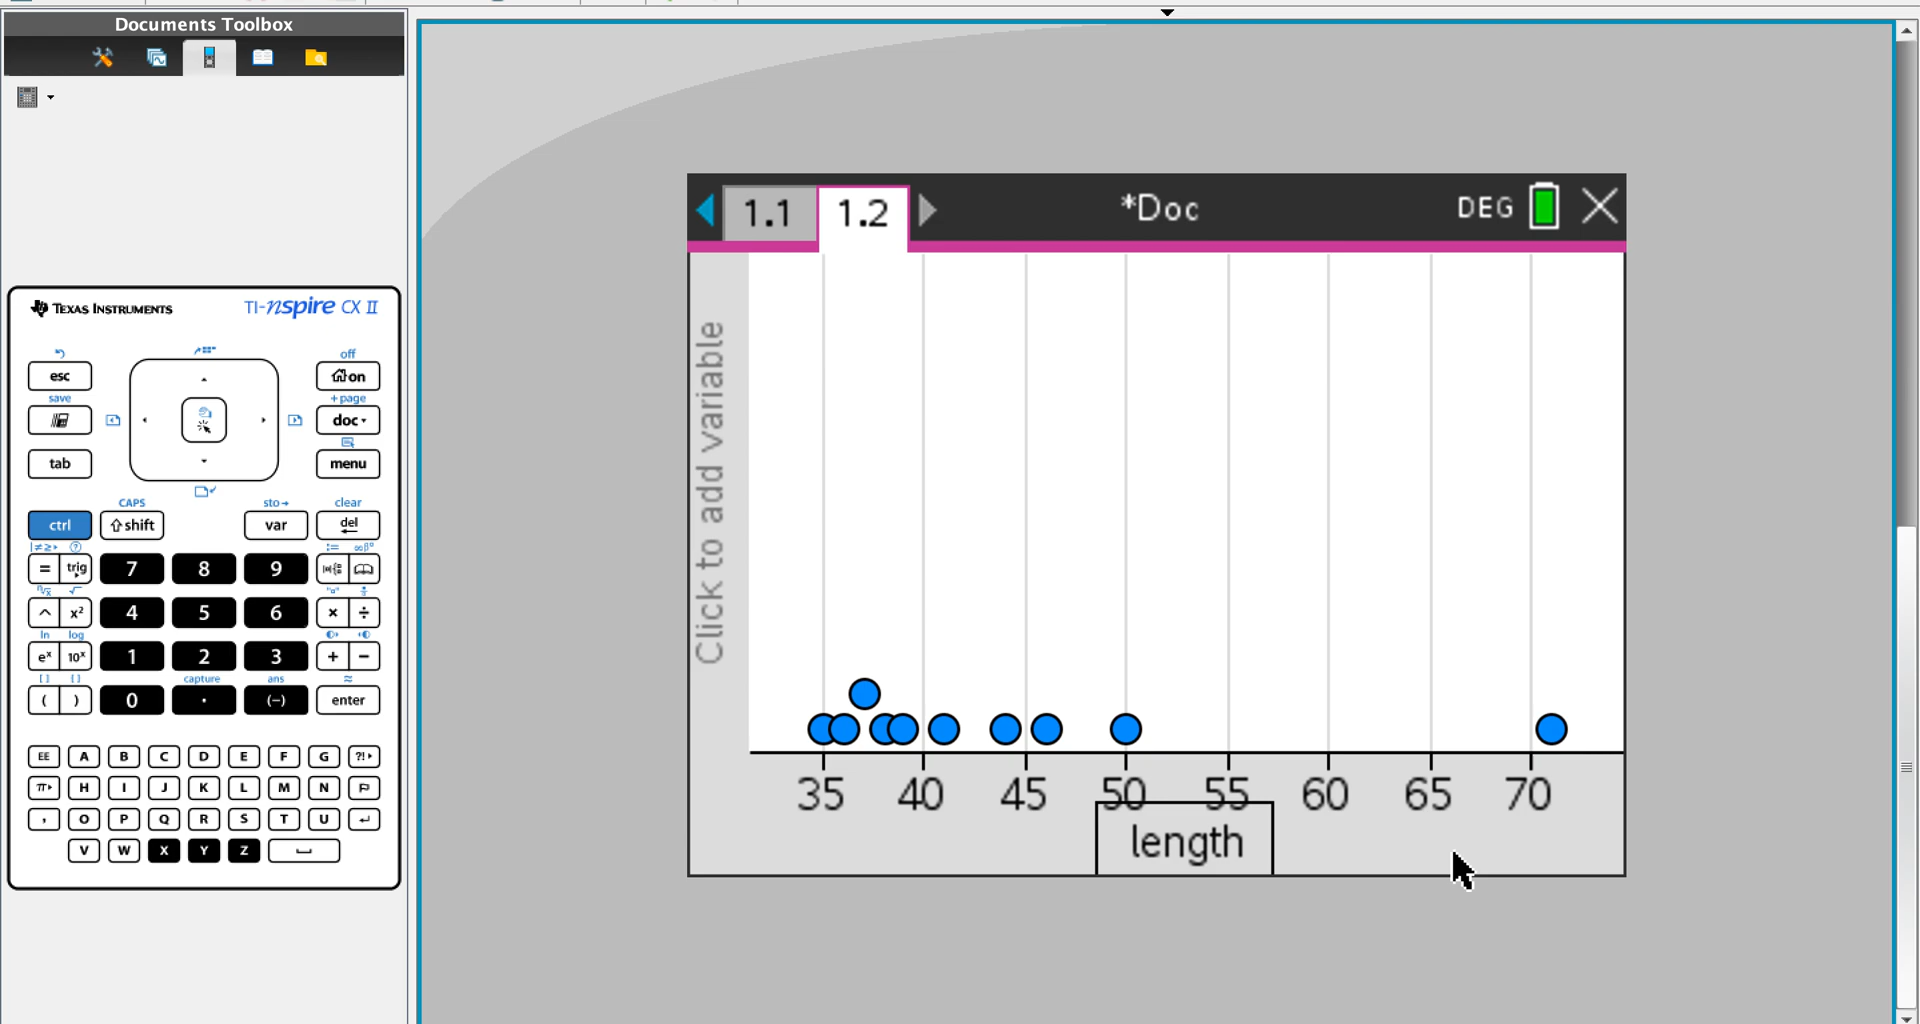 Documents Toolbox
TEXAS INSTRUMENTS TI-nspire CX II
off
esc on
save + page
doc
tab menu
CAPS sto→ clear
ctrl shift var del
= trig 7 8 9
^ x² 4 5 6 × ÷
ln log
eˣ 10ˣ 1 2 3 + −
[ ] [ ] capture ans ≈
( ) 0 . (−) enter
EE A B C D E F G ?!
π H I J K L M N
, O P Q R S T U
V W X Y Z
1.1 1.2 *Doc DEG
Click to add variable
35 40 45 50 55 60 65 70
length